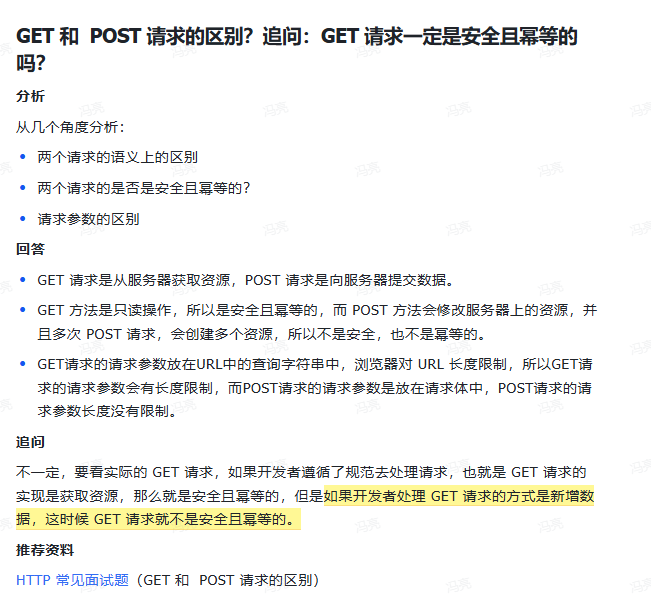 GET 和 POST 请求的区别？追问：GET 请求一定是安全且幂等的
吗？
分析
从几个角度分析：
两个请求的语义上的区别
两个请求的是否是安全且幂等的？
请求参数的区别
回答
GET 请求是从服务器获取资源，POST 请求是向服务器提交数据。
GET 方法是只读操作，所以是安全且幂等的，而 POST 方法会修改服务器上的资源，并
且多次 POST 请求，会创建多个资源，所以不是安全，也不是幂等的。
GET请求的请求参数放在URL中的查询字符串中，浏览器对 URL 长度限制，所以GET请
求的请求参数会有长度限制，而POST请求的请求参数是放在请求体中，POST请求的请
求参数长度没有限制。
追问
不一定，要看实际的 GET 请求，如果开发者遵循了规范去处理请求，也就是 GET 请求的
实现是获取资源，那么就是安全且幂等的，但是如果开发者处理 GET 请求的方式是新增数
据，这时候 GET 请求就不是安全且幂等的。
推荐资料
HTTP 常见面试题（GET 和 POST 请求的区别）